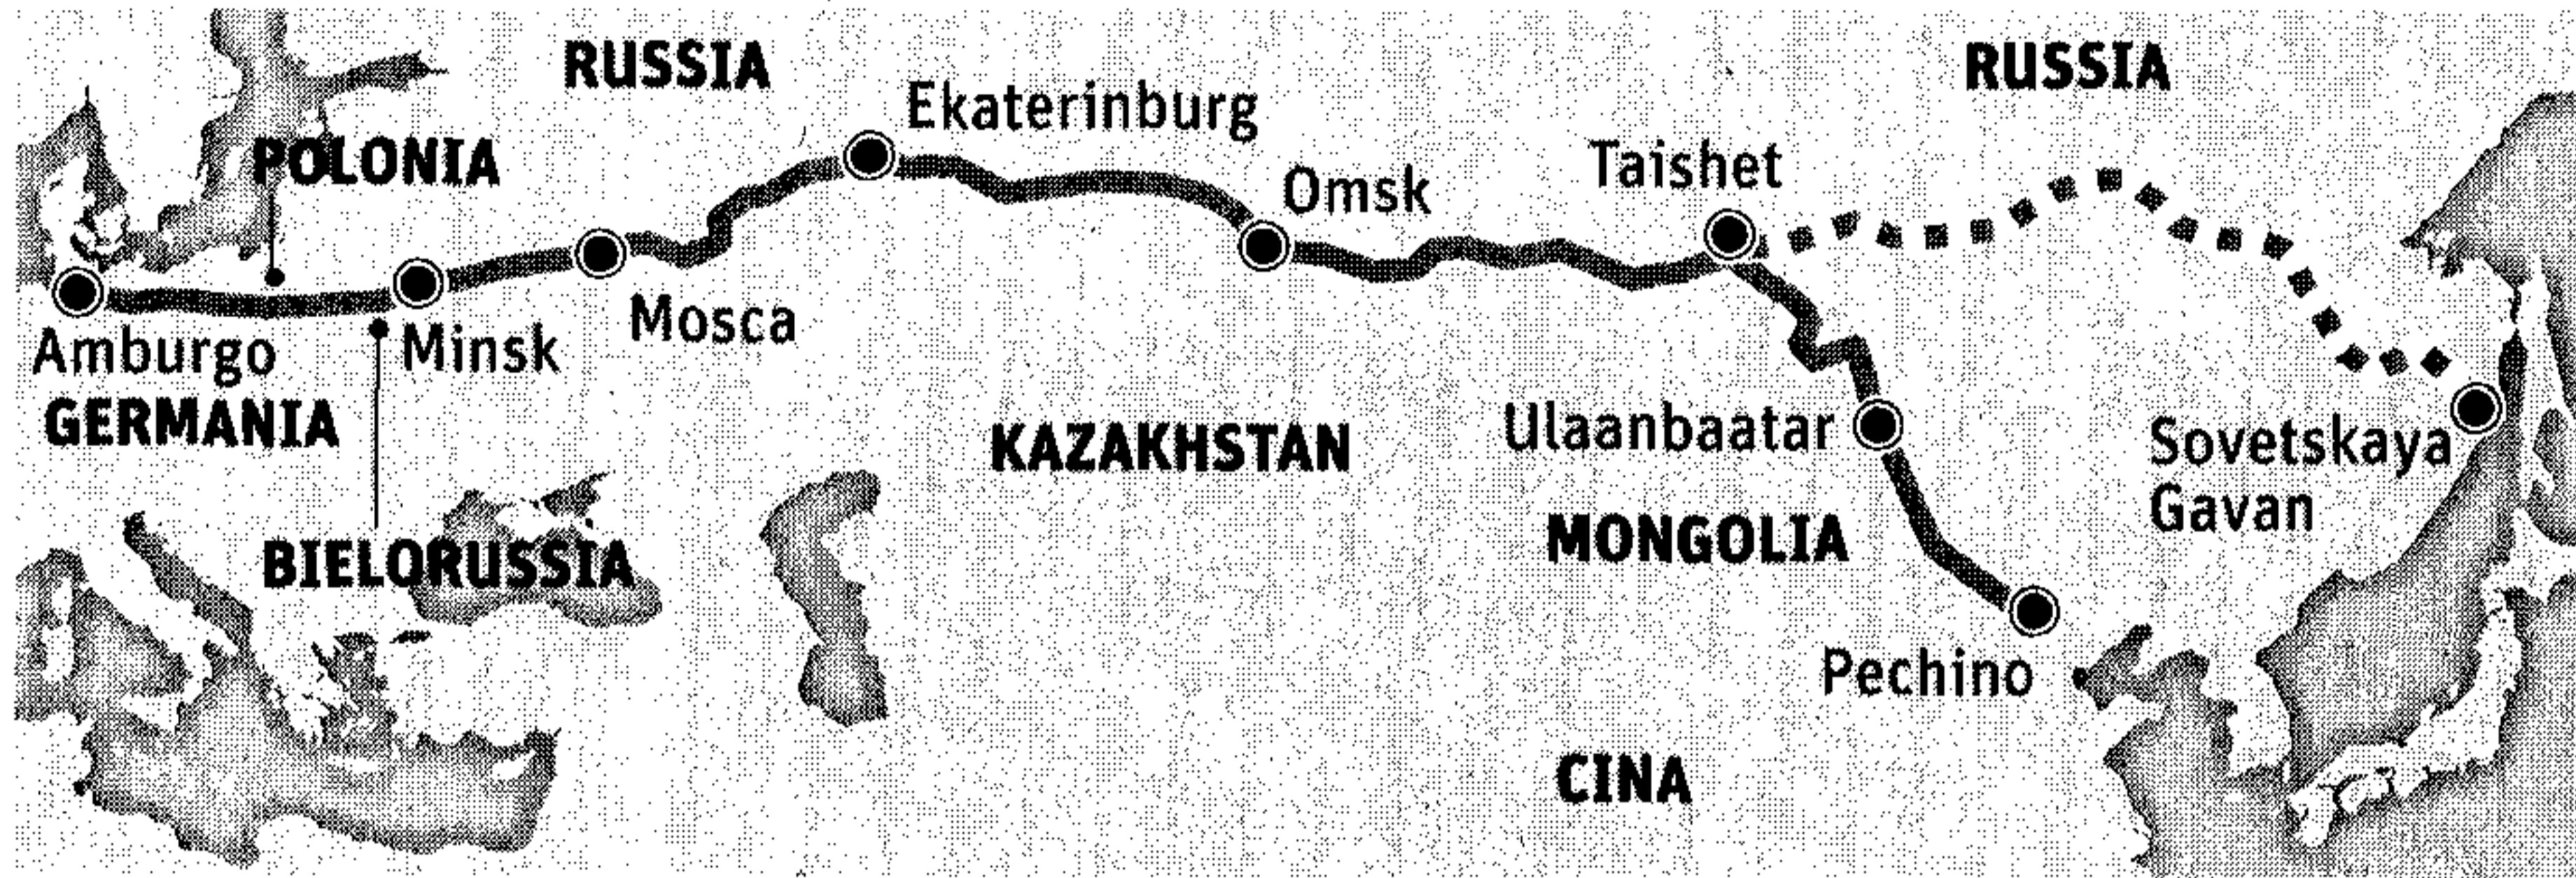 RUSSIA
RUSSIA
Ekaterinburg
POLONIA
Taishet
Omsk
Mosca
Amburgo
Minsk
GERMANIA
Ulaanbaatar
KAZAKHSTAN
Sovetskaya
Gavan
MONGOLIA
BIELORUSSIA
Pechino
CINA